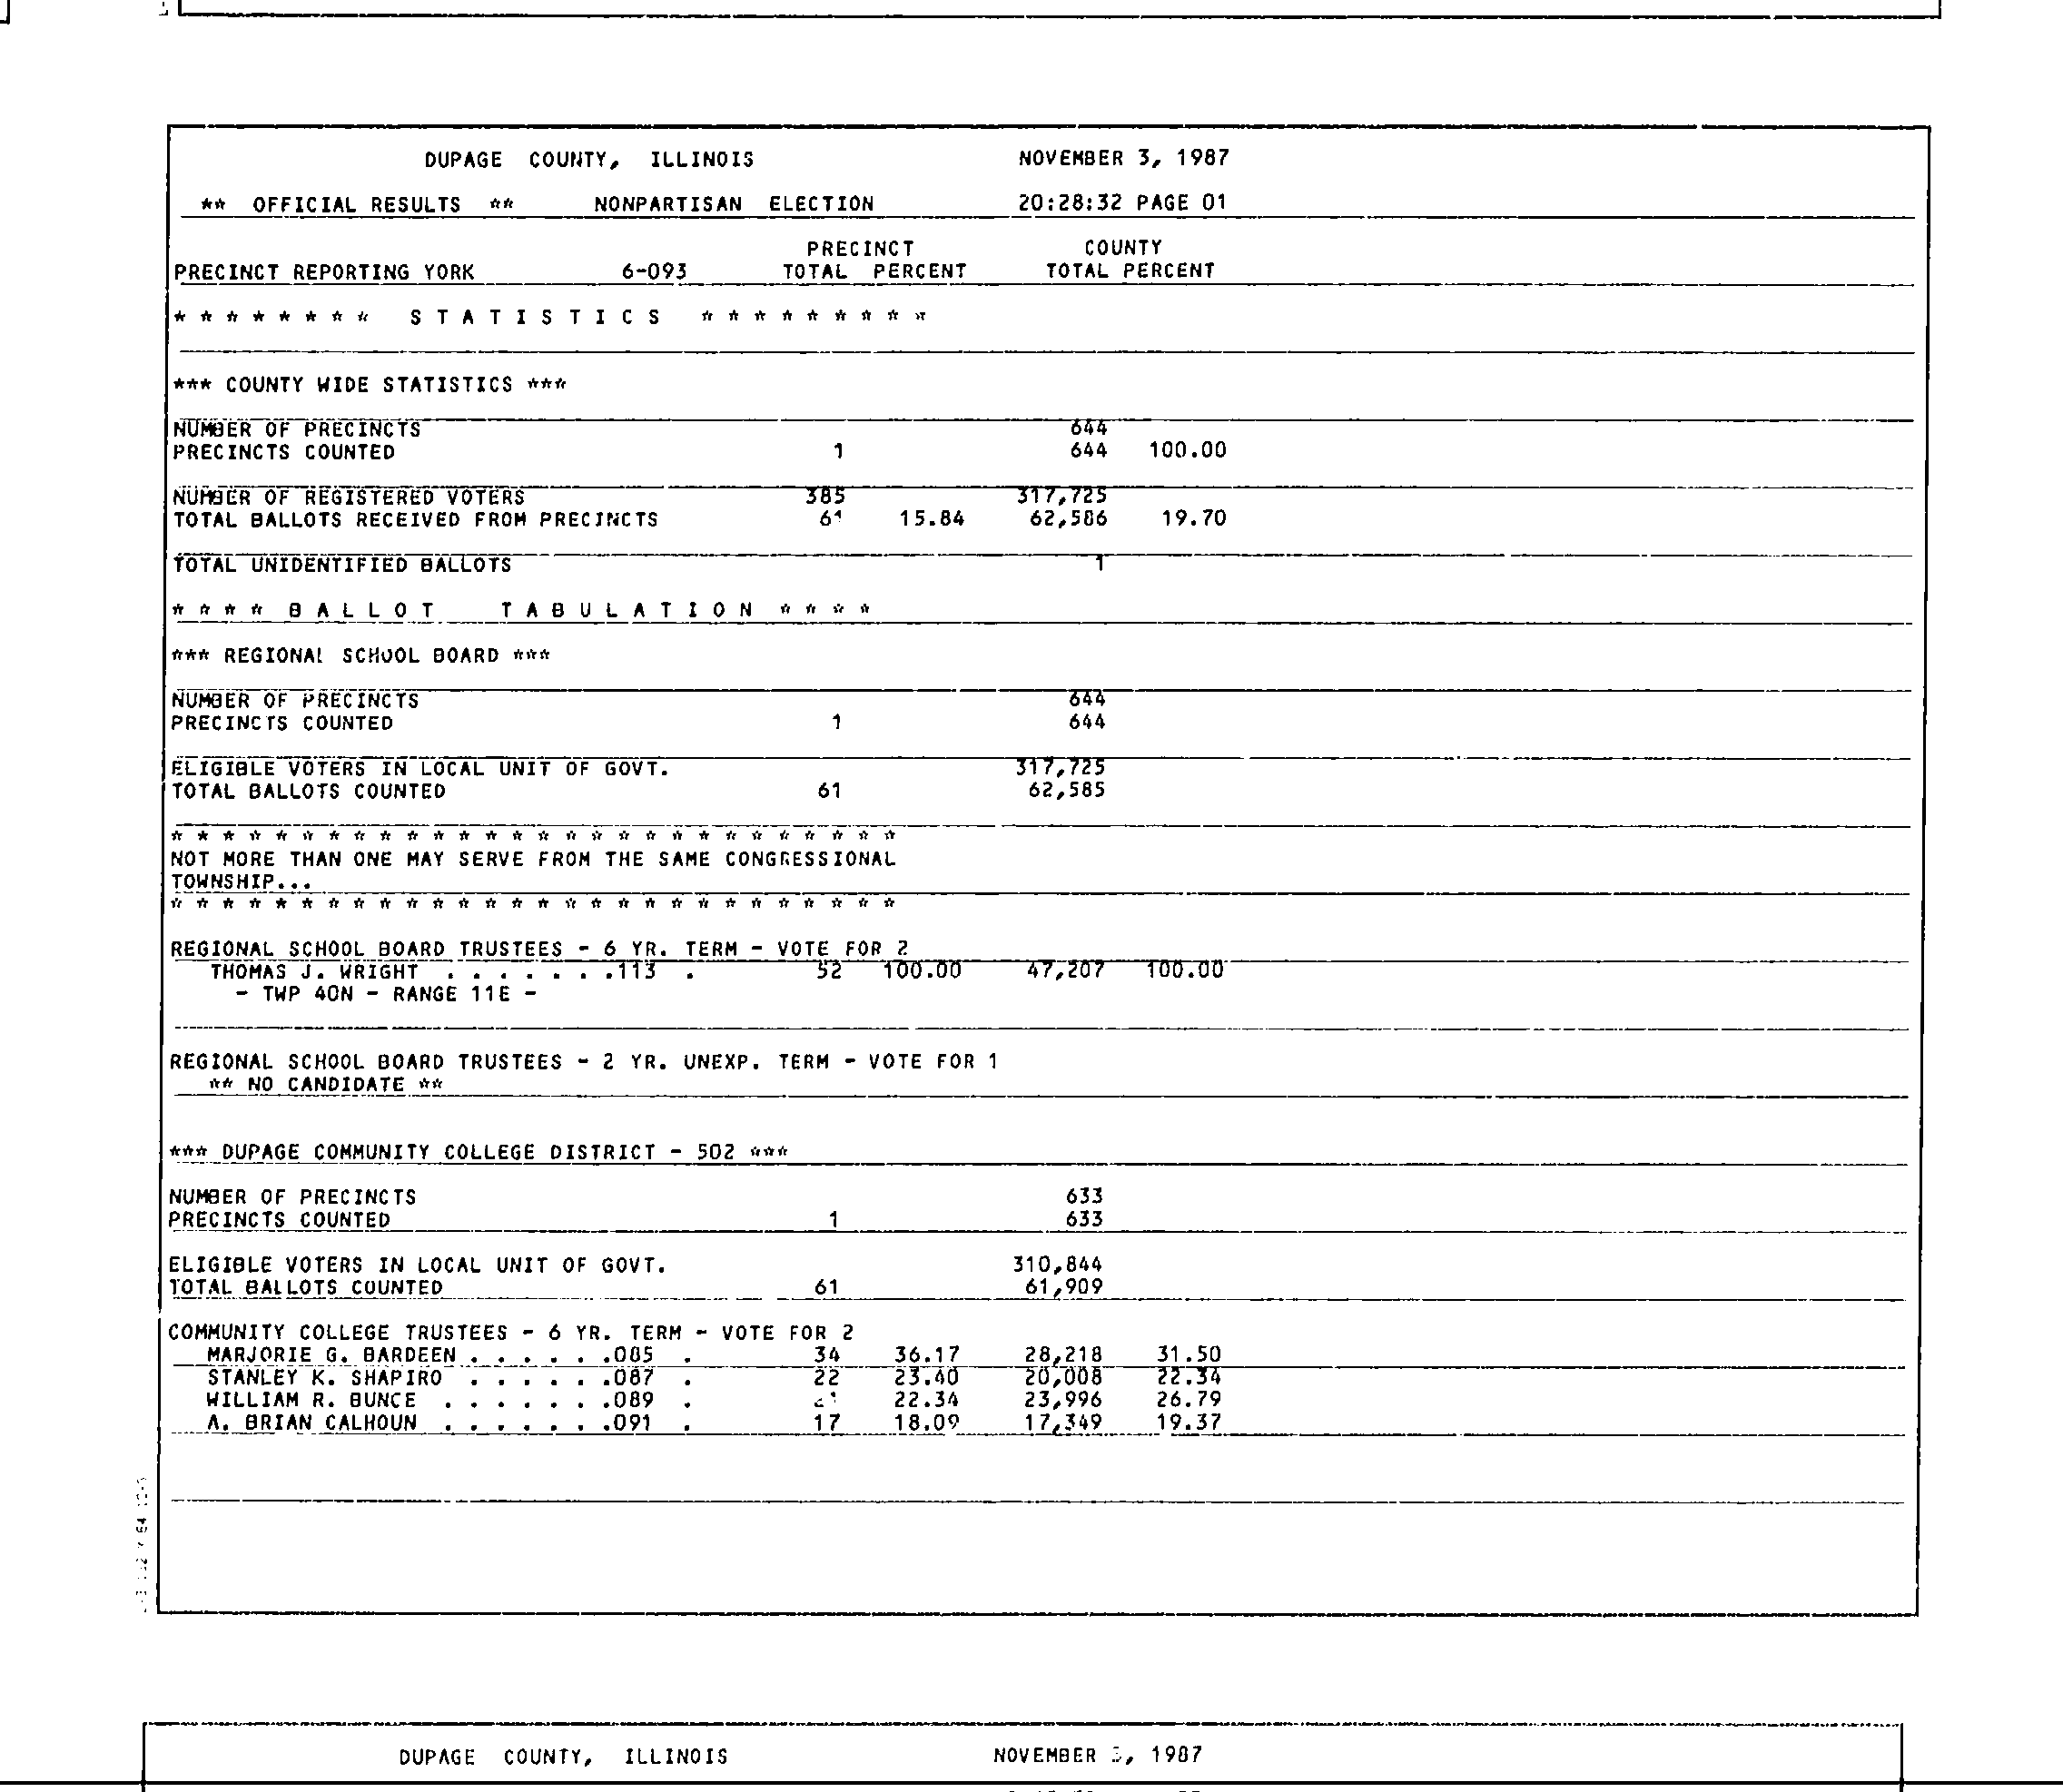 DUPAGE COUNTY, ILLINOIS NOVEMBER 3, 1987
** OFFICIAL RESULTS ** NONPARTISAN ELECTION 20:28:32 PAGE 01
PRECINCT COUNTY
PRECINCT REPORTING YORK 6-093 TOTAL PERCENT TOTAL PERCENT
* * * * * * * * S T A T I S T I C S * * * * * * * * *
*** COUNTY WIDE STATISTICS ***
NUMBER OF PRECINCTS 644
PRECINCTS COUNTED 1 644 100.00
NUMBER OF REGISTERED VOTERS 385 317,725
TOTAL BALLOTS RECEIVED FROM PRECINCTS 61 15.84 62,586 19.70
TOTAL UNIDENTIFIED BALLOTS 1
* * * * B A L L O T T A B U L A T I O N * * * *
*** REGIONAL SCHOOL BOARD ***
NUMBER OF PRECINCTS 644
PRECINCTS COUNTED 1 644
ELIGIBLE VOTERS IN LOCAL UNIT OF GOVT. 317,725
TOTAL BALLOTS COUNTED 61 62,585
* * * * * * * * * * * * * * * * * * * * * * * * * * * *
NOT MORE THAN ONE MAY SERVE FROM THE SAME CONGRESSIONAL
TOWNSHIP...
* * * * * * * * * * * * * * * * * * * * * * * * * * * *
REGIONAL SCHOOL BOARD TRUSTEES - 6 YR. TERM - VOTE FOR 2
THOMAS J. WRIGHT . . . . . . .113 . 52 100.00 47,207 100.00
- TWP 40N - RANGE 11E -
REGIONAL SCHOOL BOARD TRUSTEES - 2 YR. UNEXP. TERM - VOTE FOR 1
** NO CANDIDATE **
*** DUPAGE COMMUNITY COLLEGE DISTRICT - 502 ***
NUMBER OF PRECINCTS 633
PRECINCTS COUNTED 1 633
ELIGIBLE VOTERS IN LOCAL UNIT OF GOVT. 310,844
TOTAL BALLOTS COUNTED 61 61,909
COMMUNITY COLLEGE TRUSTEES - 6 YR. TERM - VOTE FOR 2
MARJORIE G. BARDEEN . . . . . .085 . 34 36.17 28,218 31.50
STANLEY K. SHAPIRO . . . . . .087 . 22 23.40 20,008 22.34
WILLIAM R. BUNCE . . . . . . .089 . 22.34 23,996 26.79
A. BRIAN CALHOUN . . . . . . .091 . 17 18.09 17,349 19.37
DUPAGE COUNTY, ILLINOIS NOVEMBER 3, 1987